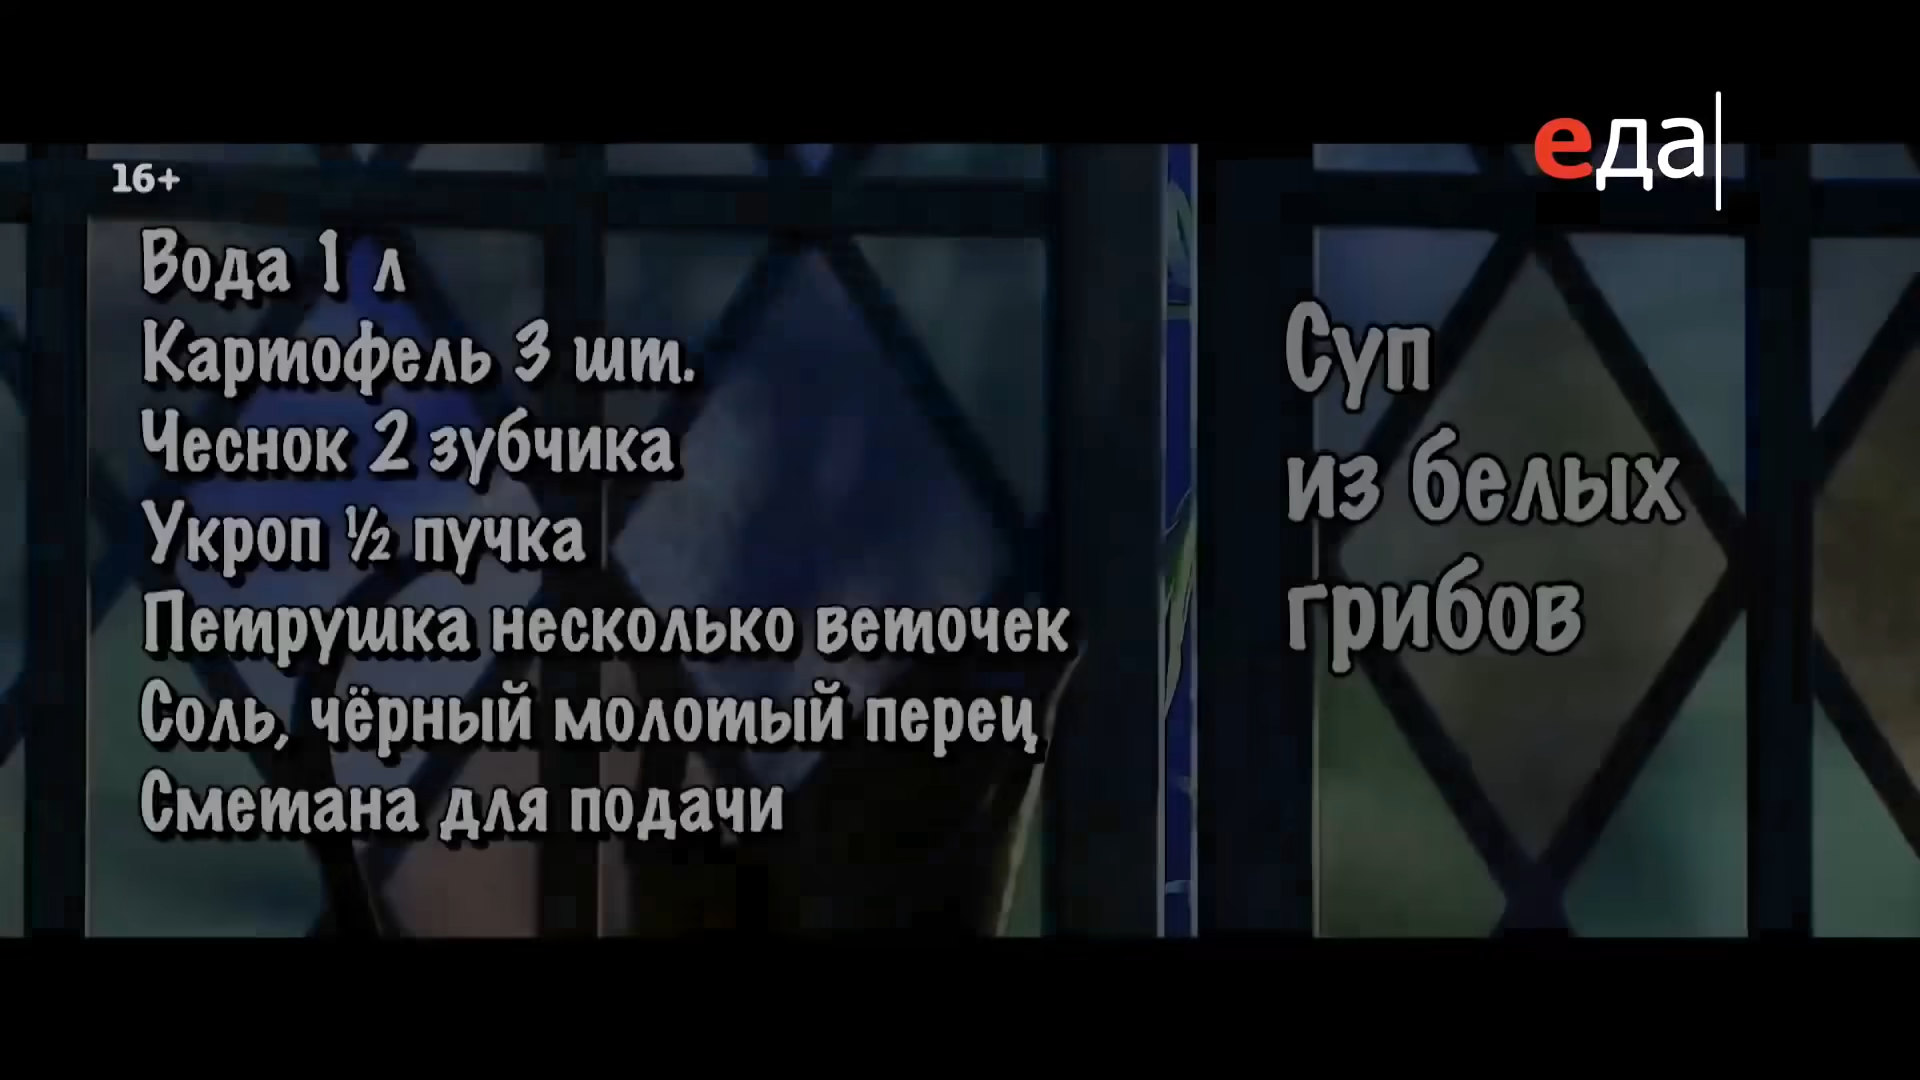 еда
16+
Вода 1 л
Картофель 3 шт.
Чеснок 2 зубчика
Укроп ½ пучка
Петрушка несколько веточек
Соль, чёрный молотый перец
Сметана для подачи
Суп
из белых
грибов